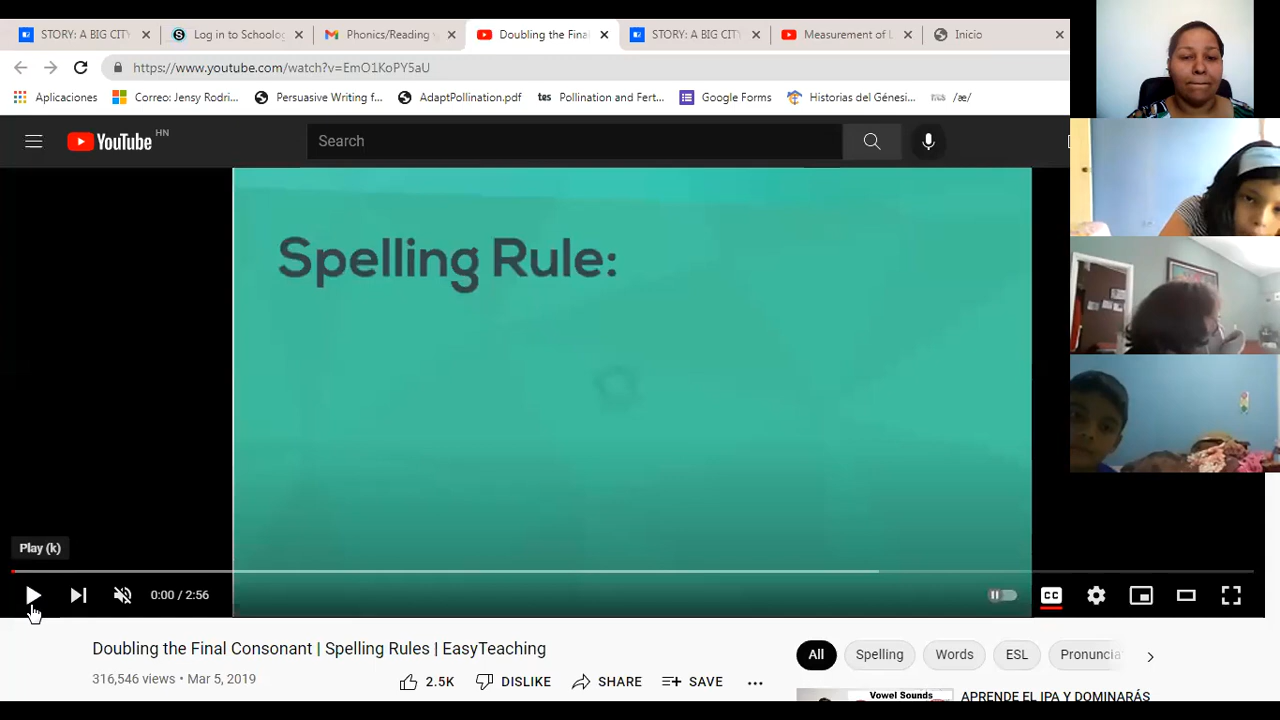 STORY: A BIG CITY
Log in to Schoology
Phonics/Reading
Doubling the Final
STORY: A BIG CITY
Measurement of L
Inicio
https://www.youtube.com/watch?v=EmO1KoPY5aU
Aplicaciones
Correo: Jensy Rodri...
Persuasive Writing f...
AdaptPollination.pdf
tes
Pollination and Fert...
Google Forms
Historias del Génesi...
/æ/
YouTube HN
Search
Spelling Rule:
Play (k)
0:00 / 2:56
CC
Doubling the Final Consonant | Spelling Rules | EasyTeaching
316,546 views • Mar 5, 2019
2.5K
DISLIKE
SHARE
SAVE
All
Spelling
Words
ESL
Pronuncia
Vowel Sounds
APRENDE EL IPA Y DOMINARÁS